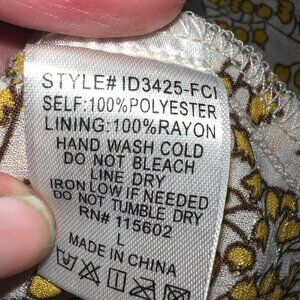 STYLE# ID3425-FCI
SELF:100%POLYESTER
LINING:100%RAYON
HAND WASH COLD
DO NOT BLEACH
LINE DRY
IRON LOW IF NEEDED
DO NOT TUMBLE DRY
RN# 115602
L
MADE IN CHINA